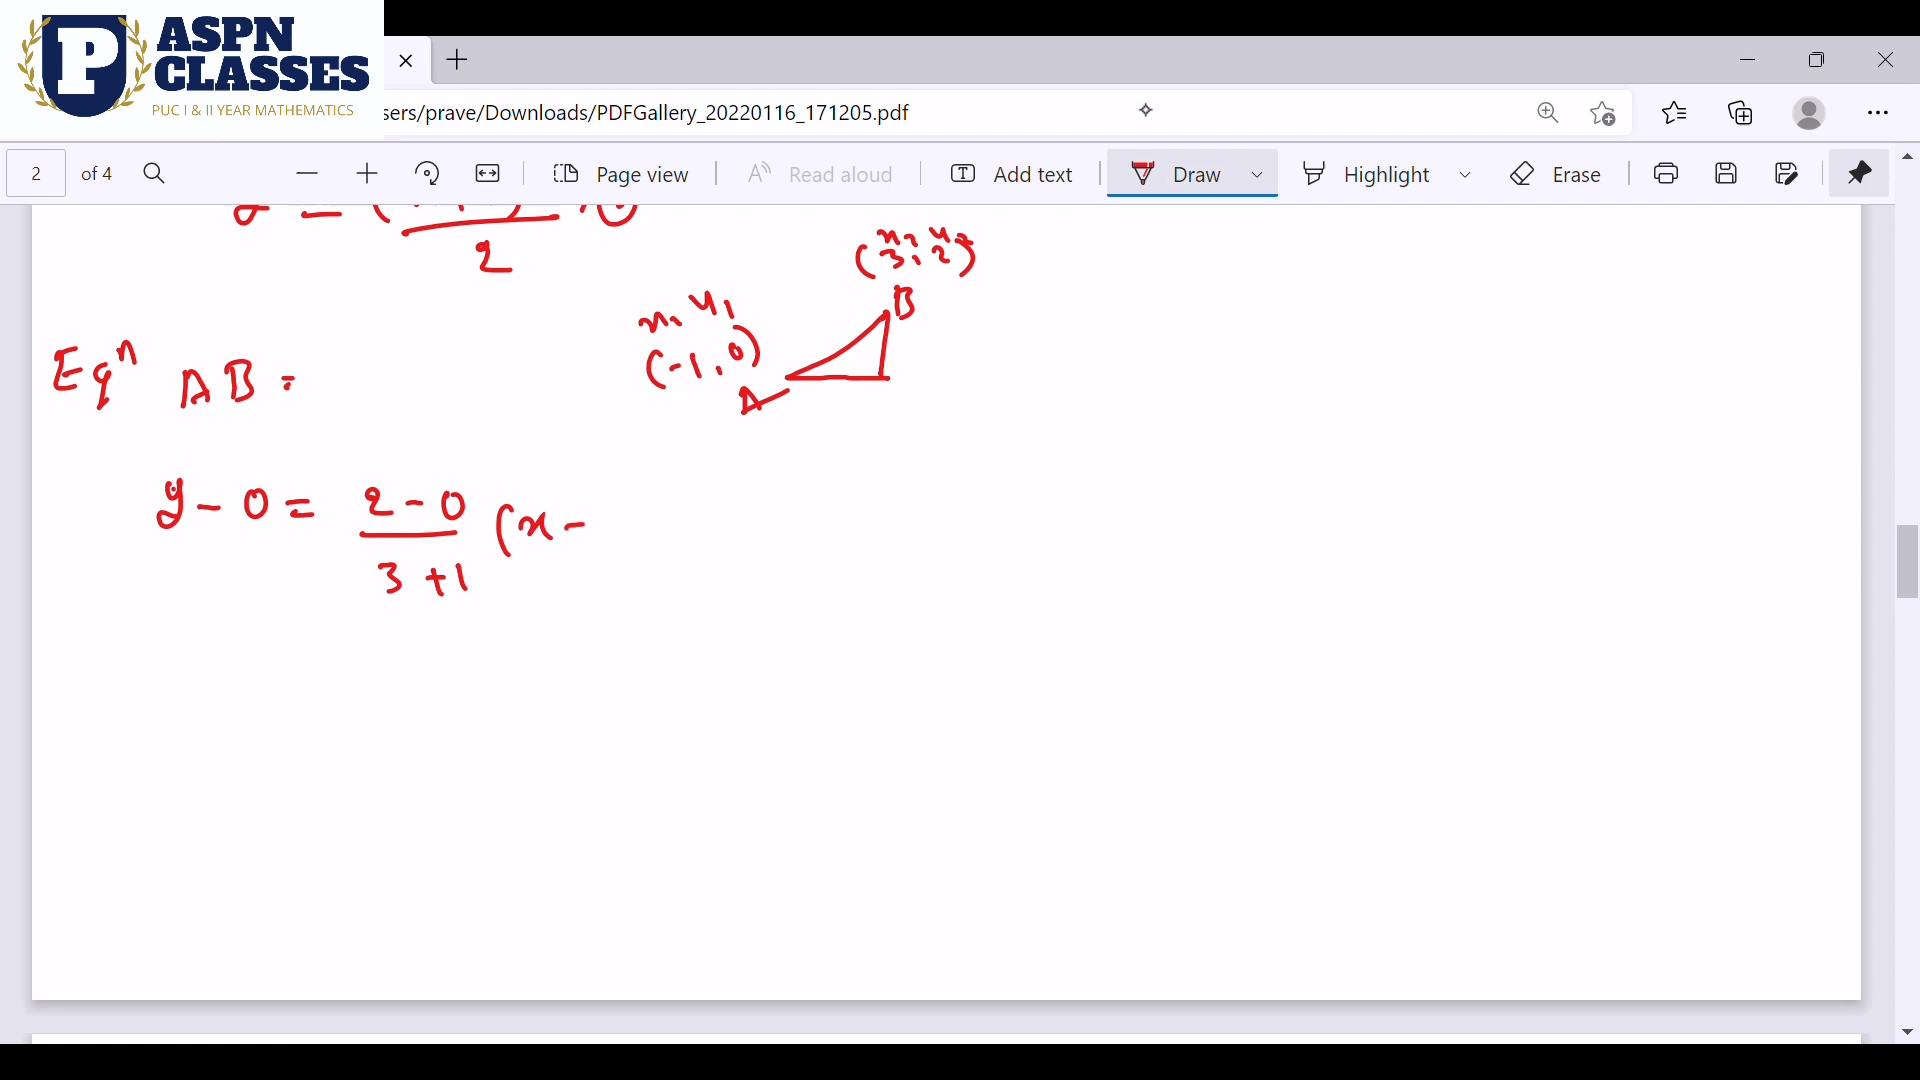 ASPN
CLASSES
PUC I & II YEAR MATHEMATICS
P
sers/prave/Downloads/PDFGallery_20220116_171205.pdf
2 of 4 Page view Read aloud Add text Draw Highlight Erase
2
x2 y2
(3, 2)
B
x1 y1
(-1, 0)
A
Eqn AB =
y - 0 = 2 - 0 (x -
3 + 1